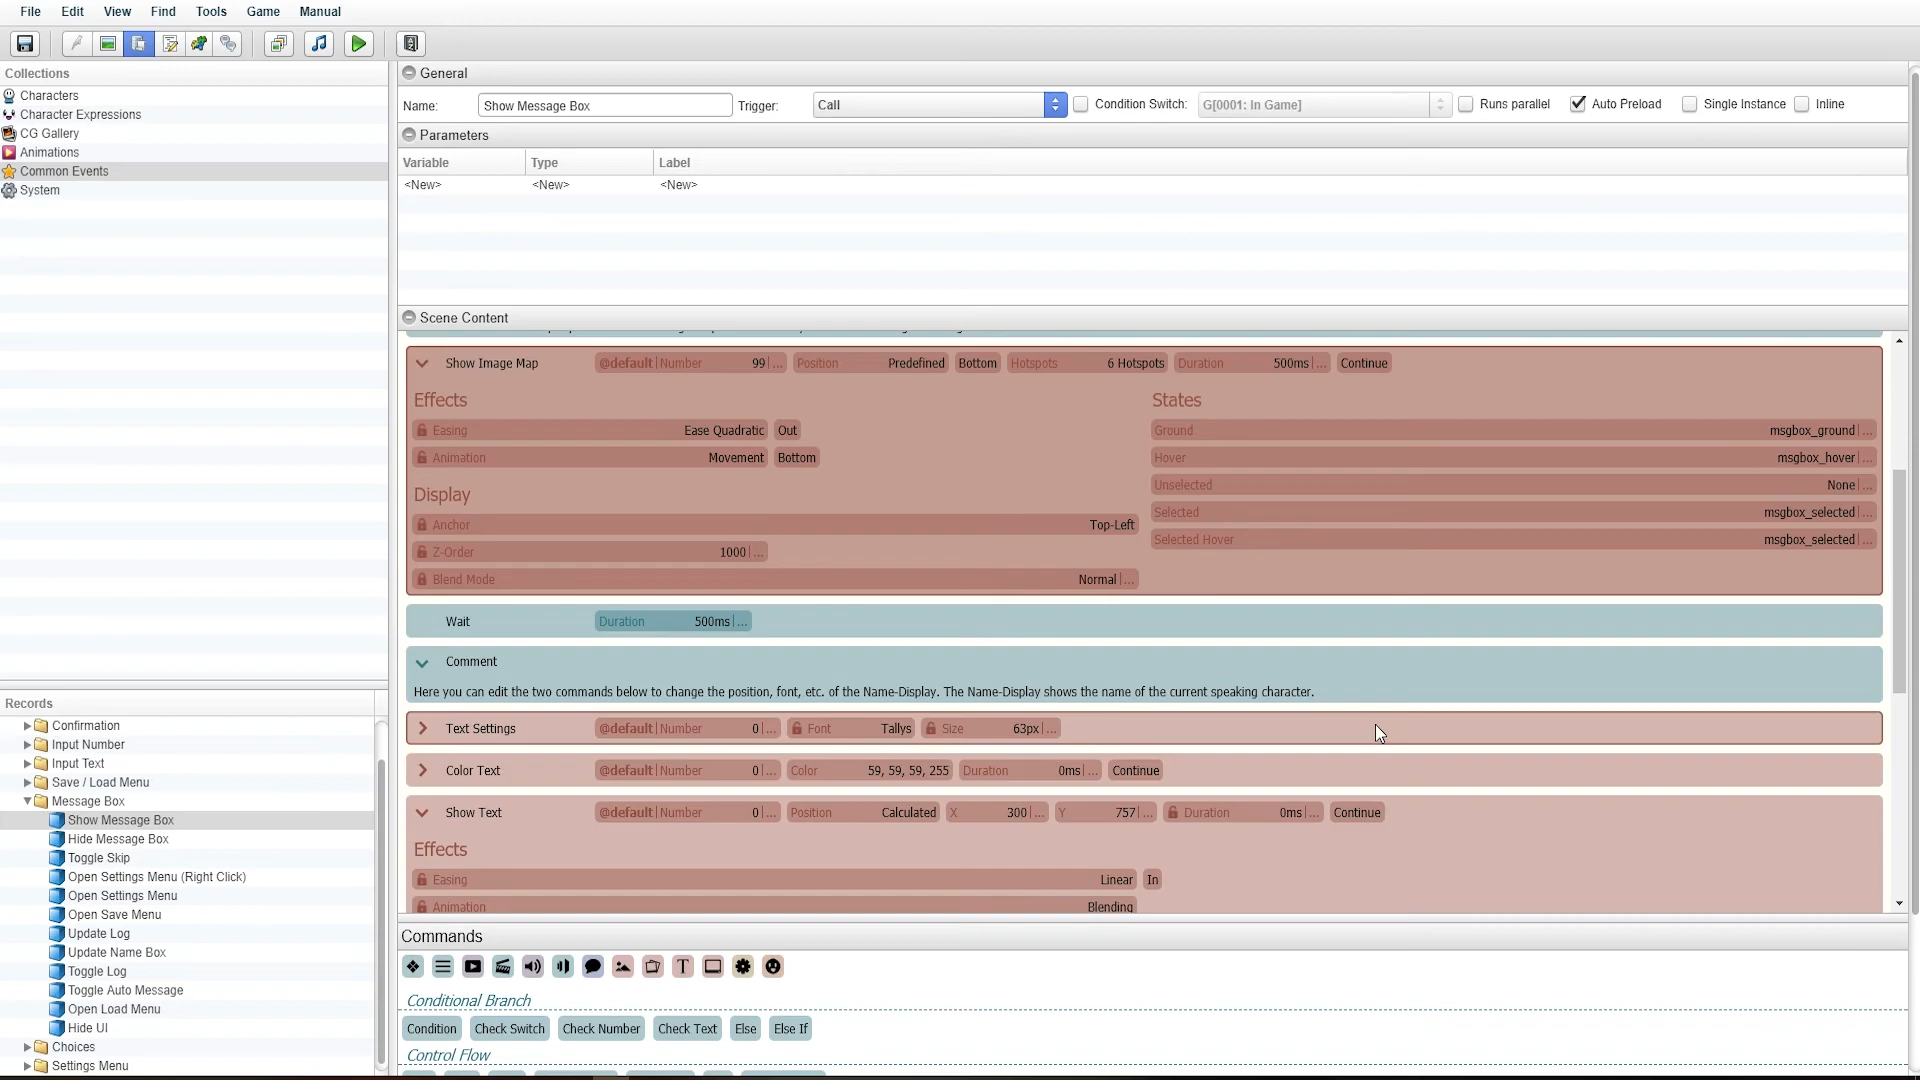 File Edit View Find Tools Game Manual
Collections
Characters
Character Expressions
CG Gallery
Animations
Common Events
System
Records
Confirmation
Input Number
Input Text
Save / Load Menu
Message Box
Show Message Box
Hide Message Box
Toggle Skip
Open Settings Menu (Right Click)
Open Settings Menu
Open Save Menu
Update Log
Update Name Box
Toggle Log
Toggle Auto Message
Open Load Menu
Hide UI
Choices
Settings Menu
General
Name: Show Message Box Trigger: Call Condition Switch: G[0001: In Game] Runs parallel Auto Preload Single Instance Inline
Parameters
Variable Type Label
<New> <New> <New>
Scene Content
Show Image Map @default | Number 99 | ... Position Predefined Bottom Hotspots 6 Hotspots Duration 500ms | ... Continue
Effects
Easing Ease Quadratic Out
Animation Movement Bottom
Display
Anchor Top-Left
Z-Order 1000 | ...
Blend Mode Normal | ...
States
Ground msgbox_ground | ...
Hover msgbox_hover | ...
Unselected None | ...
Selected msgbox_selected | ...
Selected Hover msgbox_selected | ...
Wait Duration 500ms | ...
Comment
Here you can edit the two commands below to change the position, font, etc. of the Name-Display. The Name-Display shows the name of the current speaking character.
Text Settings @default | Number 0 | ... Font Tallys Size 63px | ...
Color Text @default | Number 0 | ... Color 59, 59, 59, 255 Duration 0ms | ... Continue
Show Text @default | Number 0 | ... Position Calculated X 300 | ... Y 757 | ... Duration 0ms | ... Continue
Effects
Easing Linear In
Animation Blending
Commands
T
Conditional Branch
Condition Check Switch Check Number Check Text Else Else If
Control Flow